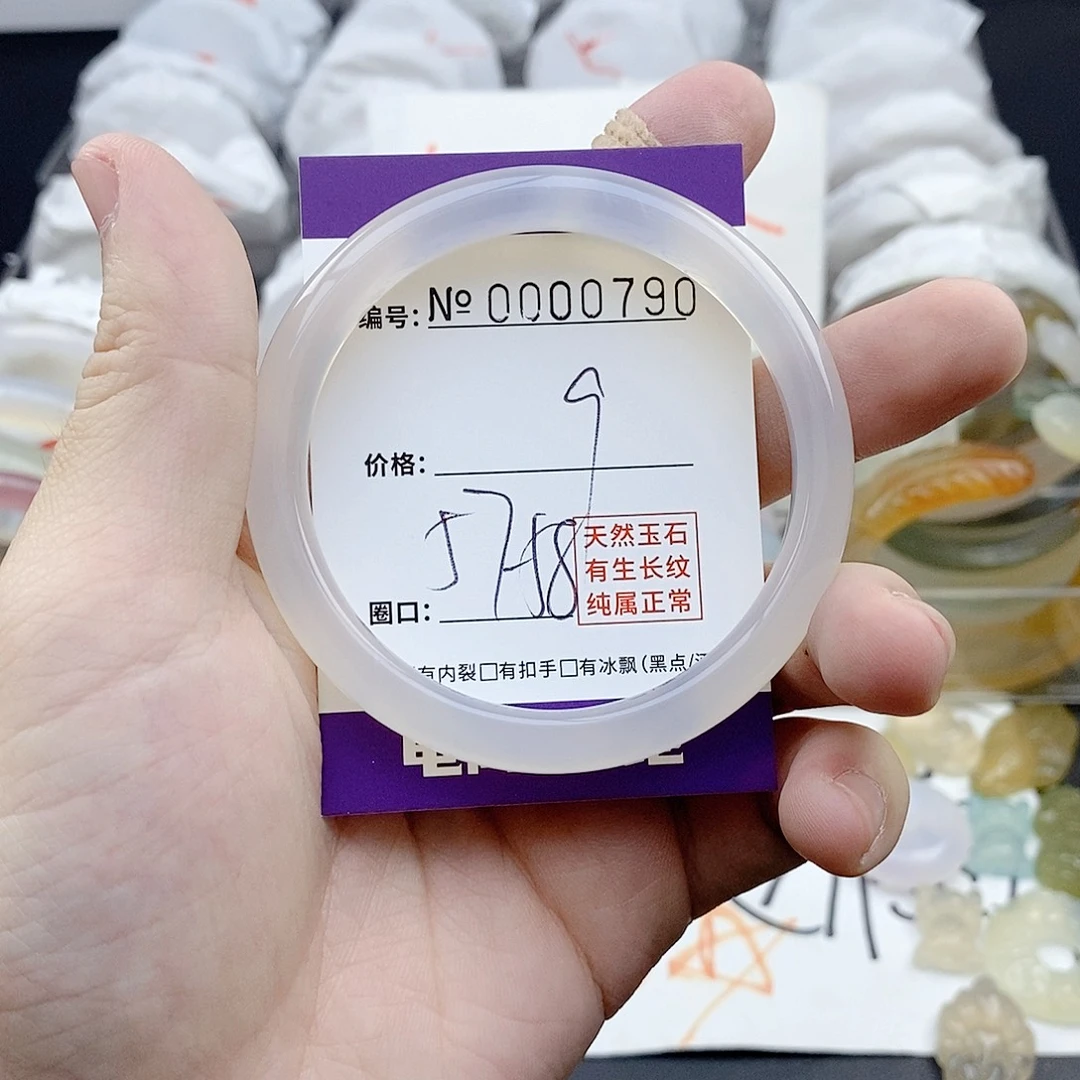 编号: № 0000790
9
价格:
57-58
圈口:
天然玉石
有生长纹
纯属正常
有内裂□有扣手□有冰飘(黑点/